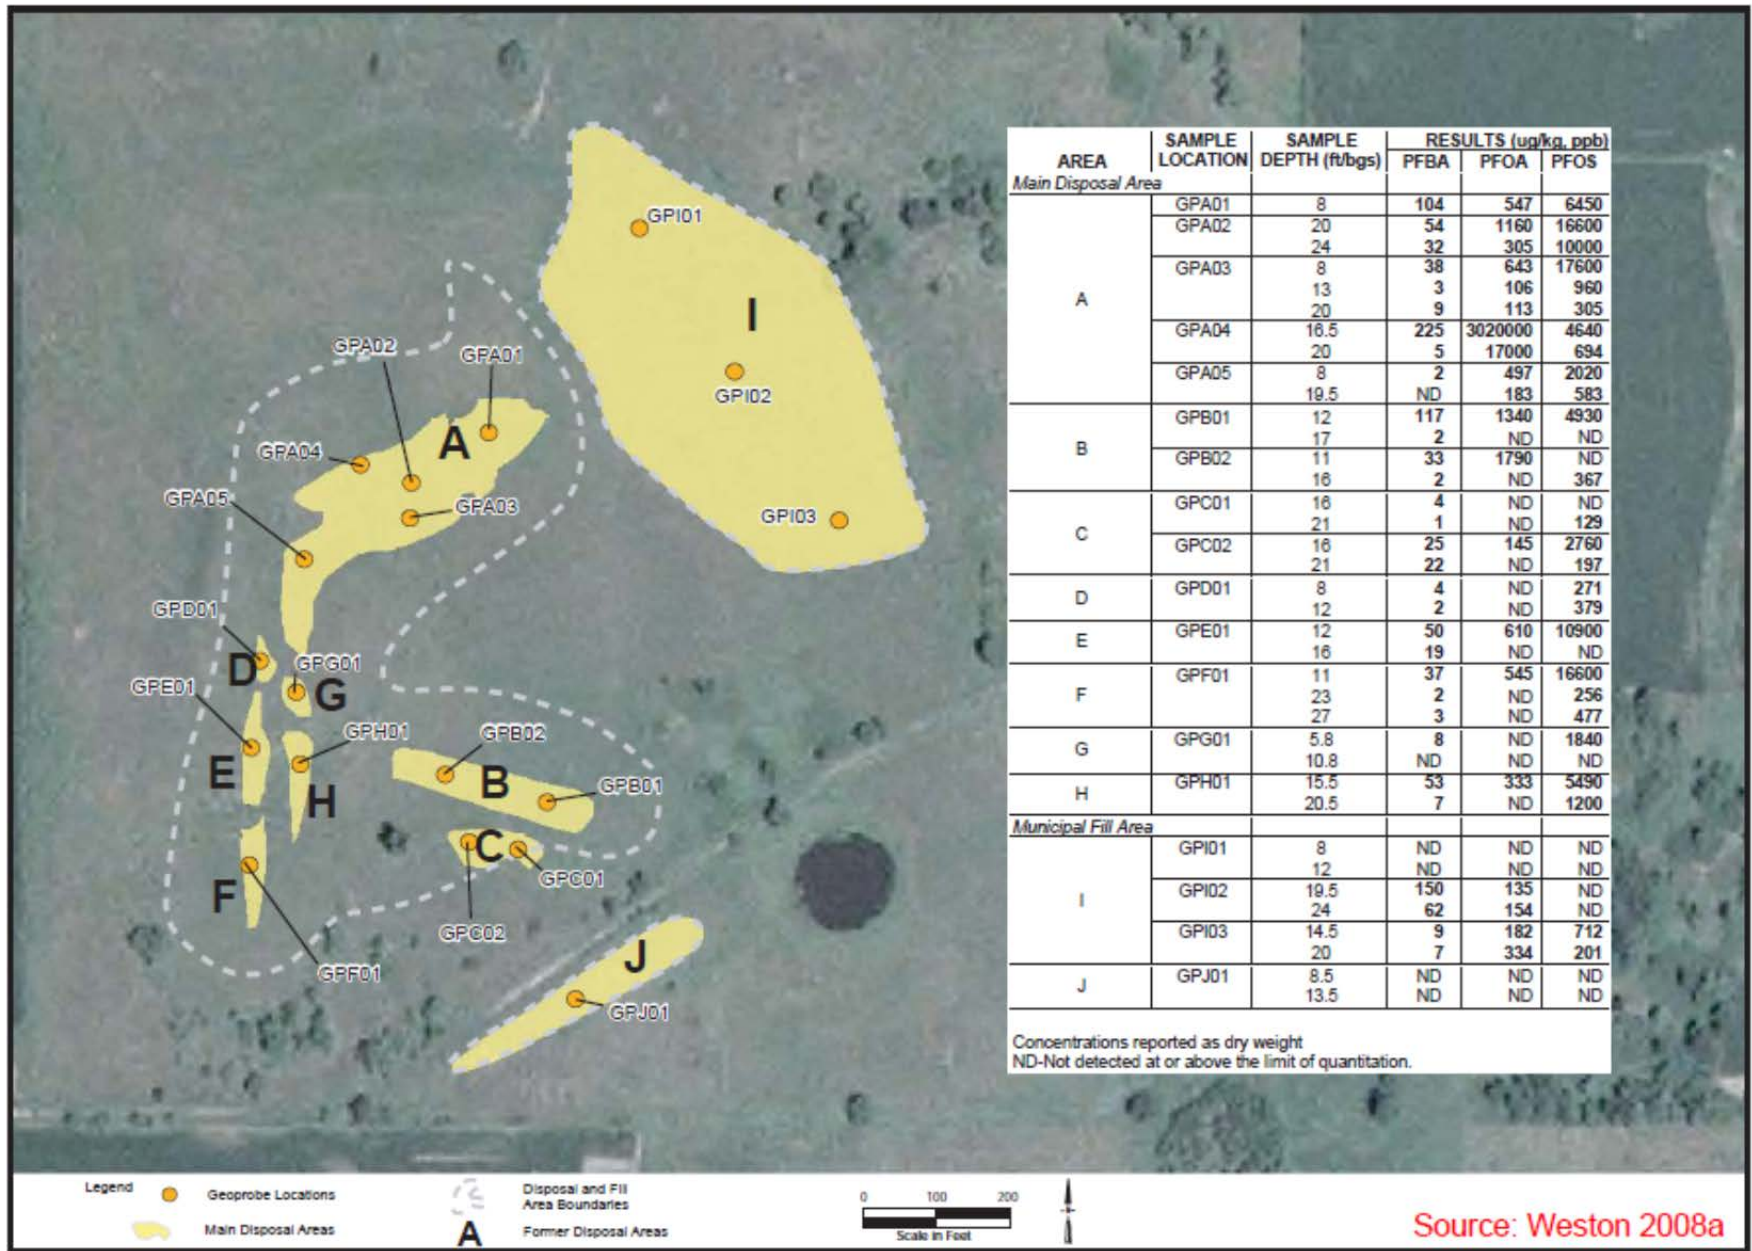 GPI01
I
GPI02
GPI03
GPA02
GPA01
A
GPA04
GPA05
GPA03
GPD01
D
GPG01
G
GPE01
E
GPH01
H
GPB02
B
GPB01
C
GPC01
GPC02
F
GPF01
J
GPJ01
AREA SAMPLE LOCATION SAMPLE DEPTH (ft/bgs) RESULTS (ug/kg, ppb)
PFBA PFOA PFOS
Main Disposal Area
A GPA01 8 104 547 6450
GPA02 20 54 1160 16600
24 32 305 10000
GPA03 8 38 643 17600
13 3 106 960
20 9 113 305
GPA04 16.5 225 3020000 4640
20 5 17000 694
GPA05 8 2 497 2020
19.5 ND 183 583
B GPB01 12 117 1340 4930
17 2 ND ND
GPB02 11 33 1790 ND
16 2 ND 367
C GPC01 16 4 ND ND
21 1 ND 129
GPC02 16 25 145 2760
21 22 ND 197
D GPD01 8 4 ND 271
12 2 ND 379
E GPE01 12 50 610 10900
16 19 ND ND
F GPF01 11 37 545 16600
23 2 ND 256
27 3 ND 477
G GPG01 5.8 8 ND 1840
10.8 ND ND ND
H GPH01 15.5 53 333 5490
20.5 7 ND 1200
Municipal Fill Area
I GPI01 8 ND ND ND
12 ND ND ND
GPI02 19.5 150 135 ND
24 62 154 ND
GPI03 14.5 9 182 712
20 7 334 201
J GPJ01 8.5 ND ND ND
13.5 ND ND ND
Concentrations reported as dry weight
ND-Not detected at or above the limit of quantitation.
Legend
Geoprobe Locations
Main Disposal Areas
Disposal and Fill
Area Boundaries
A Former Disposal Areas
0 100 200
Scale in Feet
Source: Weston 2008a